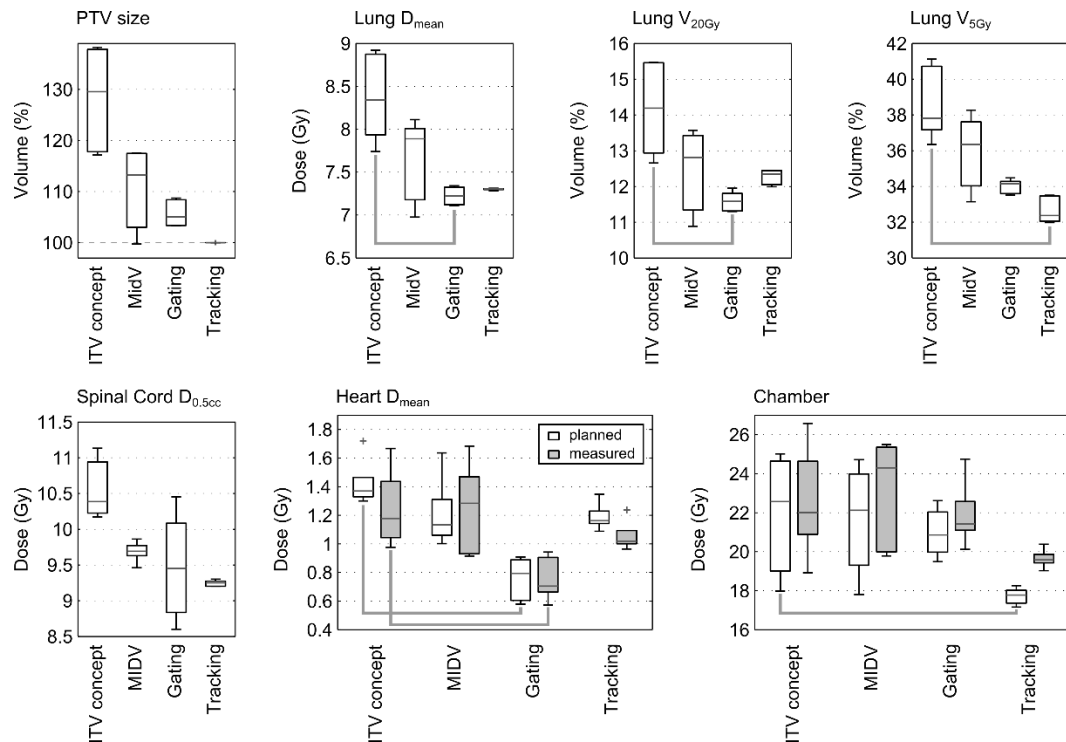 PTV size
Volume (%)
130
120
110
100
ITV concept
MidV
Gating
Tracking
Lung Dmean
Dose (Gy)
9
8.5
8
7.5
7
6.5
ITV concept
MidV
Gating
Tracking
Lung V20Gy
Volume (%)
16
15
14
13
12
11
10
ITV concept
MidV
Gating
Tracking
Lung V5Gy
Volume (%)
42
40
38
36
34
32
30
ITV concept
MidV
Gating
Tracking
Spinal Cord D0.5cc
Dose (Gy)
11.5
11
10.5
10
9.5
9
8.5
ITV concept
MIDV
Gating
Tracking
Heart Dmean
Dose (Gy)
1.8
1.6
1.4
1.2
1
0.8
0.6
0.4
planned
measured
ITV concept
MIDV
Gating
Tracking
Chamber
Dose (Gy)
26
24
22
20
18
16
ITV concept
MIDV
Gating
Tracking